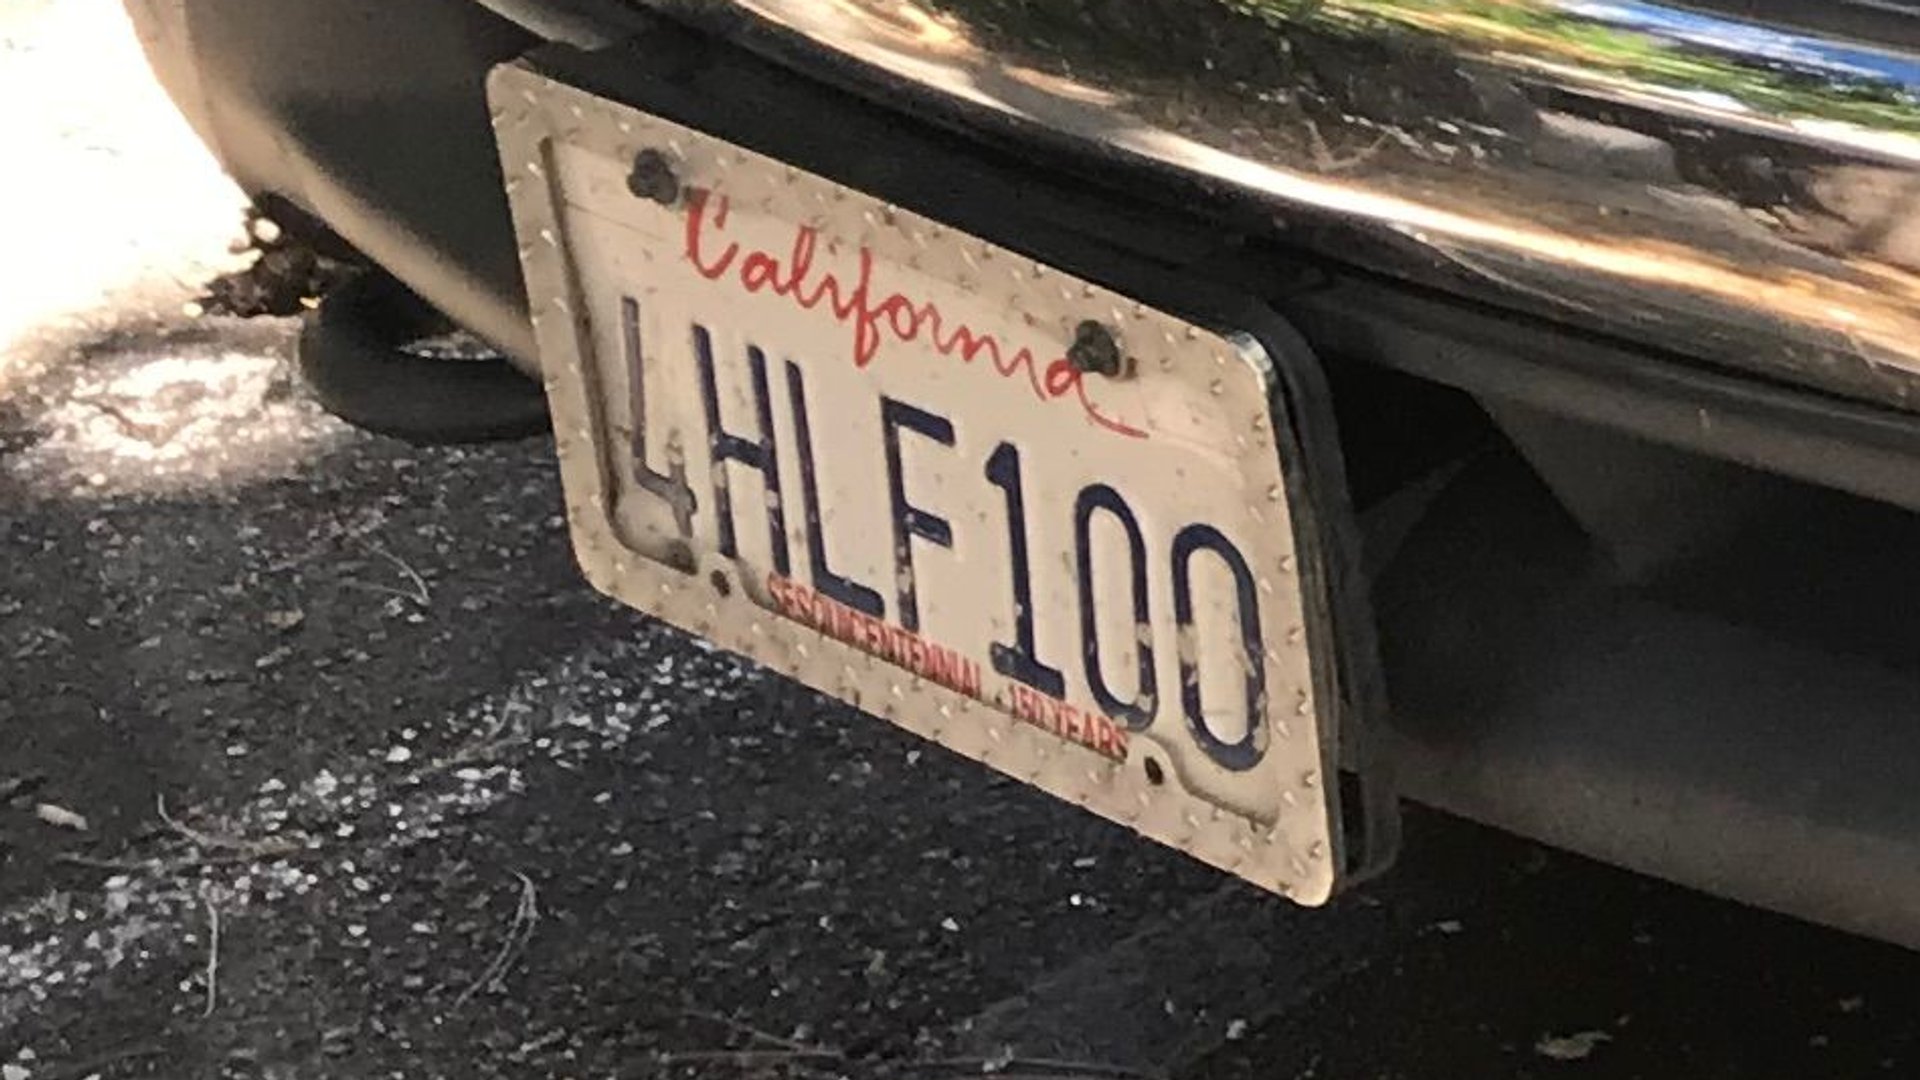 California
4HLF100
SESQUICENTENNIAL - 150 YEARS